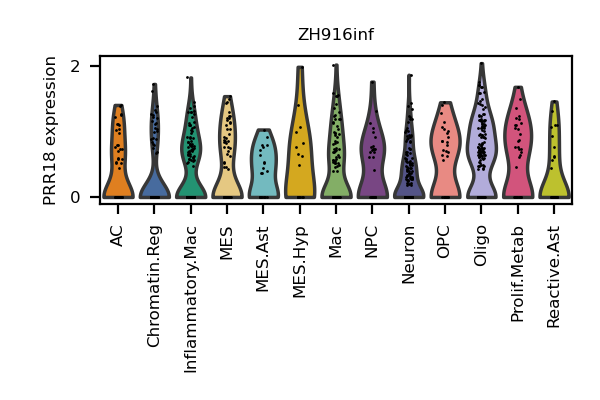 ZH916inf
PRR18 expression
2
0
AC
Chromatin.Reg
Inflammatory.Mac
MES
MES.Ast
MES.Hyp
Mac
NPC
Neuron
OPC
Oligo
Prolif.Metab
Reactive.Ast